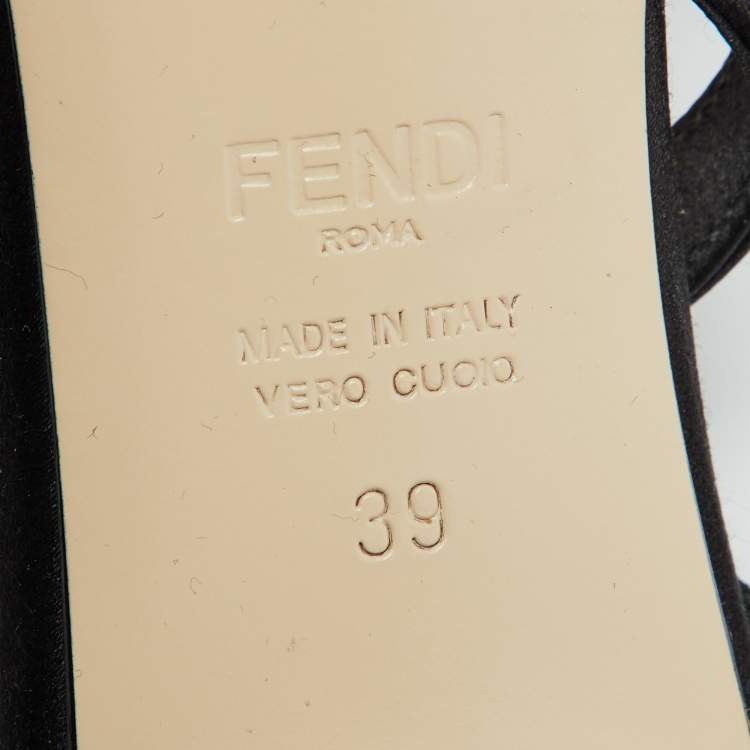 FENDI
ROMA
MADE IN ITALY
VERO CUOIO
39